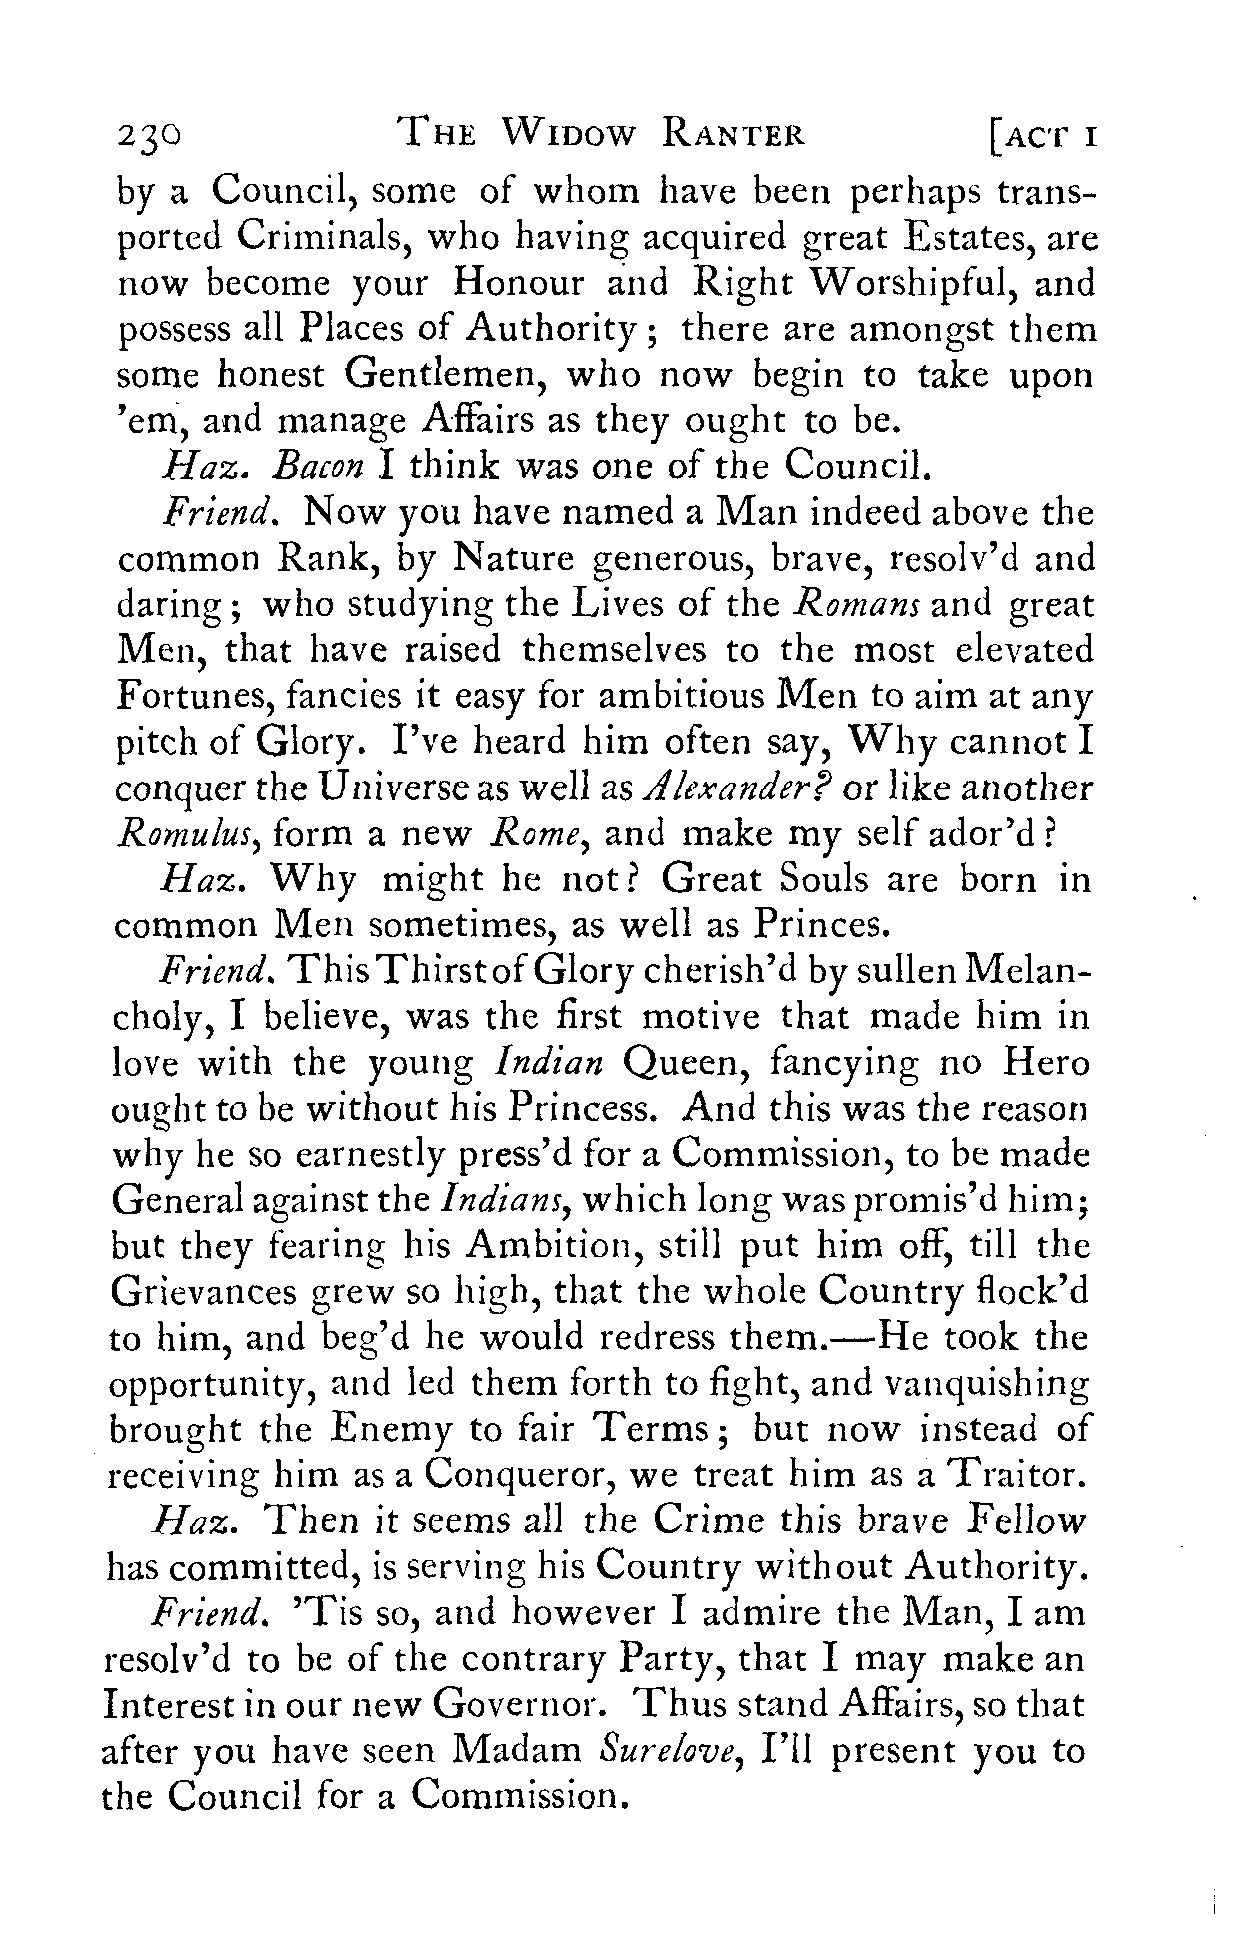 230 THE WIDOW RANTER [ACT I
by a Council, some of whom have been perhaps trans-
ported Criminals, who having acquired great Estates, are
now become your Honour and Right Worshipful, and
possess all Places of Authority; there are amongst them
some honest Gentlemen, who now begin to take upon
'em, and manage Affairs as they ought to be.
Haz. Bacon I think was one of the Council.
Friend. Now you have named a Man indeed above the
common Rank, by Nature generous, brave, resolv'd and
daring; who studying the Lives of the Romans and great
Men, that have raised themselves to the most elevated
Fortunes, fancies it easy for ambitious Men to aim at any
pitch of Glory. I've heard him often say, Why cannot I
conquer the Universe as well as Alexander? or like another
Romulus, form a new Rome, and make my self ador'd?
Haz. Why might he not? Great Souls are born in
common Men sometimes, as well as Princes.
Friend. This Thirst of Glory cherish'd by sullen Melan-
choly, I believe, was the first motive that made him in
love with the young Indian Queen, fancying no Hero
ought to be without his Princess. And this was the reason
why he so earnestly press'd for a Commission, to be made
General against the Indians, which long was promis'd him;
but they fearing his Ambition, still put him off, till the
Grievances grew so high, that the whole Country flock'd
to him, and beg'd he would redress them.—He took the
opportunity, and led them forth to fight, and vanquishing
brought the Enemy to fair Terms; but now instead of
receiving him as a Conqueror, we treat him as a Traitor.
Haz. Then it seems all the Crime this brave Fellow
has committed, is serving his Country without Authority.
Friend. 'Tis so, and however I admire the Man, I am
resolv'd to be of the contrary Party, that I may make an
Interest in our new Governor. Thus stand Affairs, so that
after you have seen Madam Surelove, I'll present you to
the Council for a Commission.